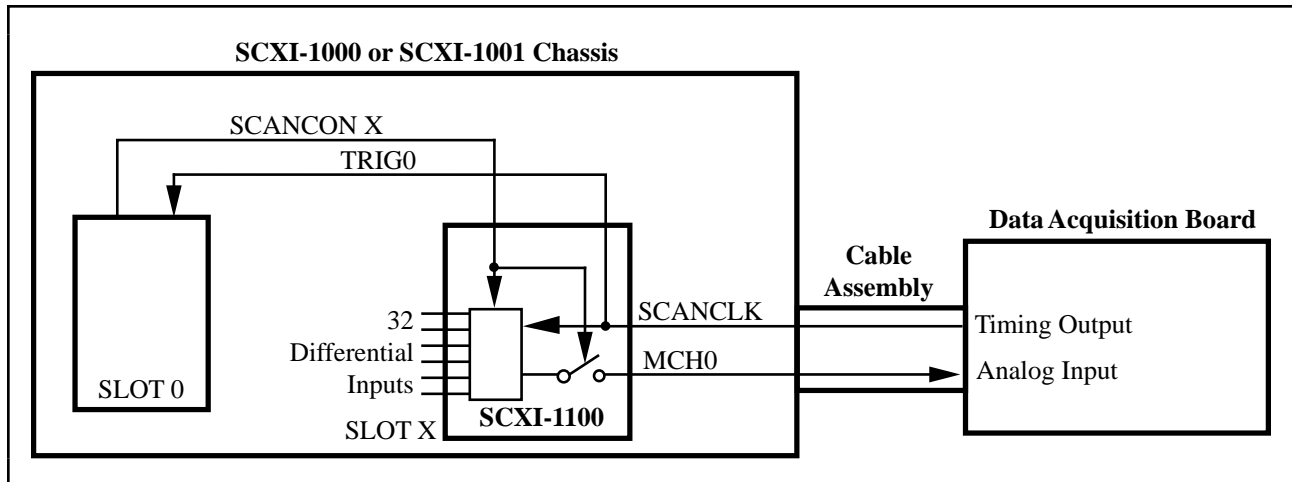 SCXI-1000 or SCXI-1001 Chassis
SCANCON X
TRIG0
Data Acquisition Board
Cable
Assembly
SCANCLK
Timing Output
32
Differential
Inputs
MCH0
Analog Input
SLOT 0
SCXI-1100
SLOT X